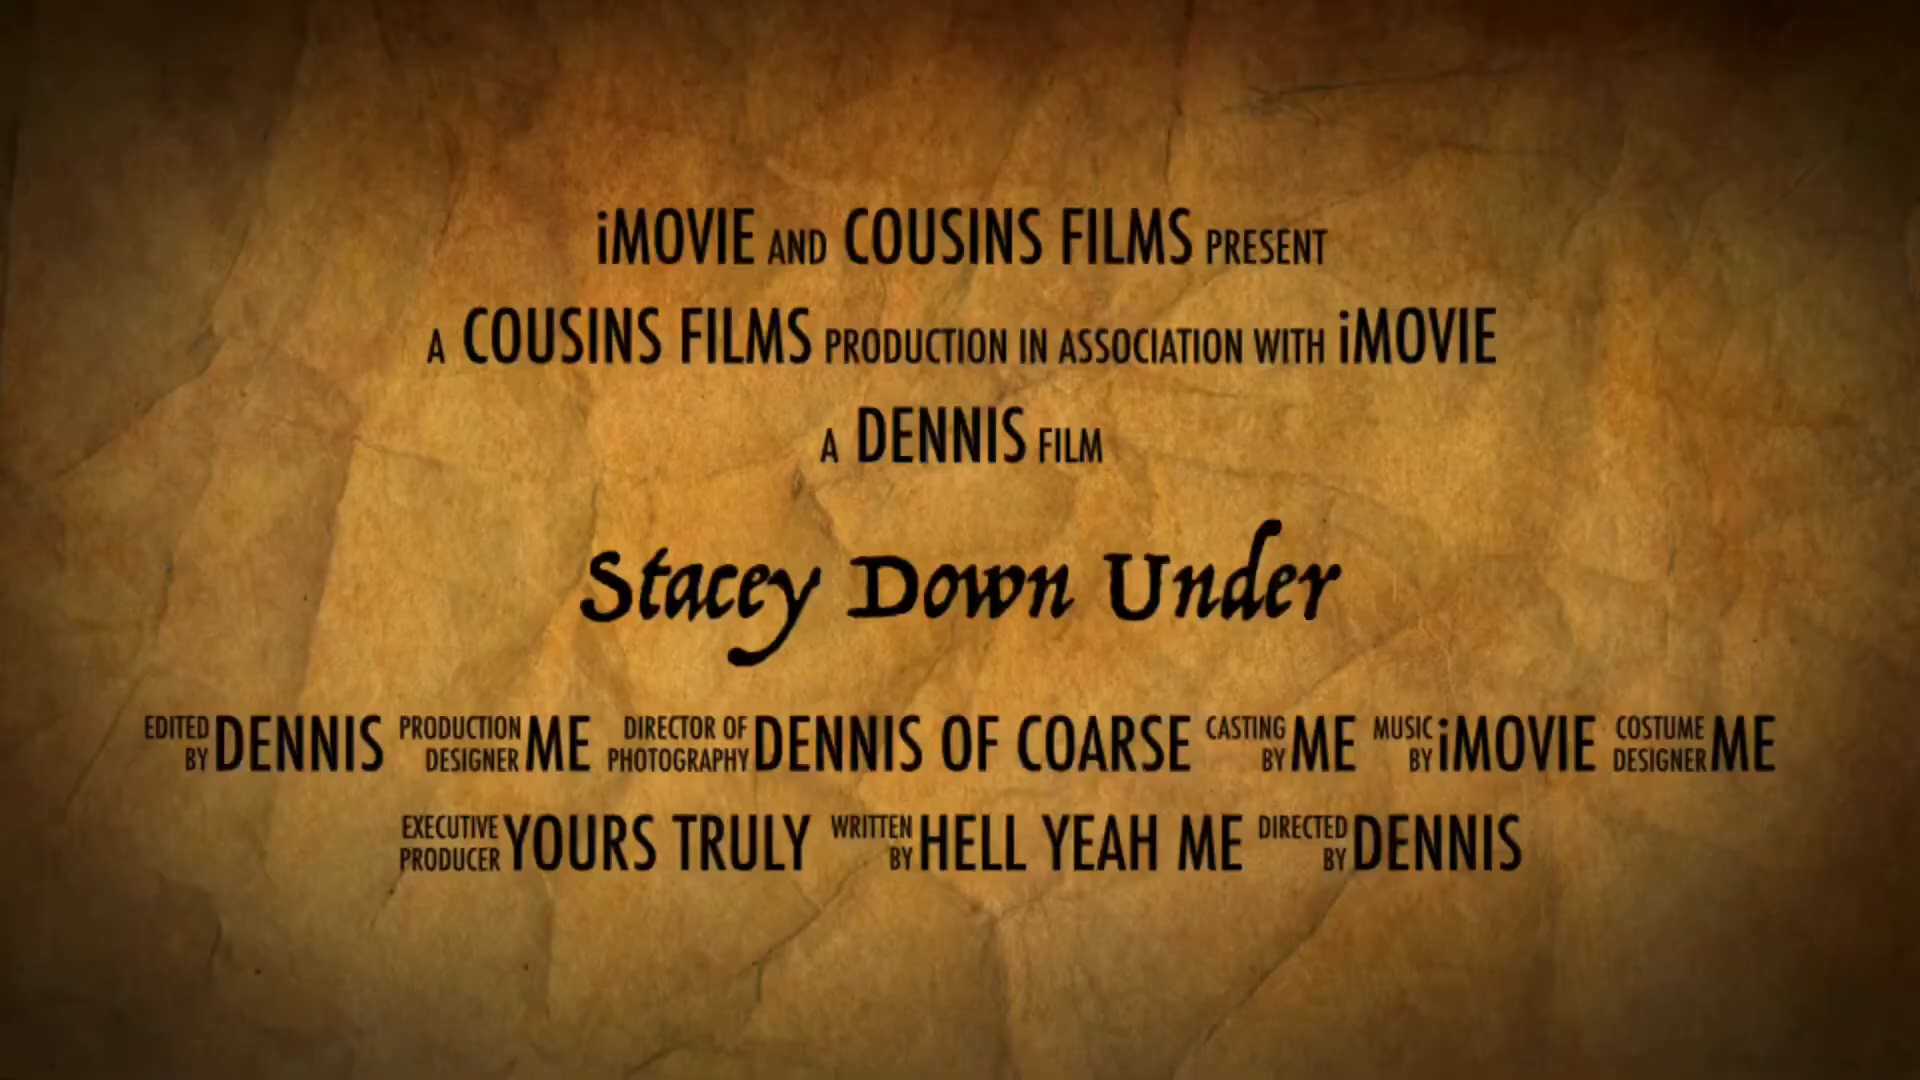 iMOVIE AND COUSINS FILMS PRESENT
A COUSINS FILMS PRODUCTION IN ASSOCIATION WITH iMOVIE
A DENNIS FILM
Stacey Down Under
EDITED BY DENNIS PRODUCTION DESIGNER ME DIRECTOR OF PHOTOGRAPHY DENNIS OF COARSE CASTING BY ME MUSIC BY iMOVIE COSTUME DESIGNER ME
EXECUTIVE PRODUCER YOURS TRULY WRITTEN BY HELL YEAH ME DIRECTED BY DENNIS